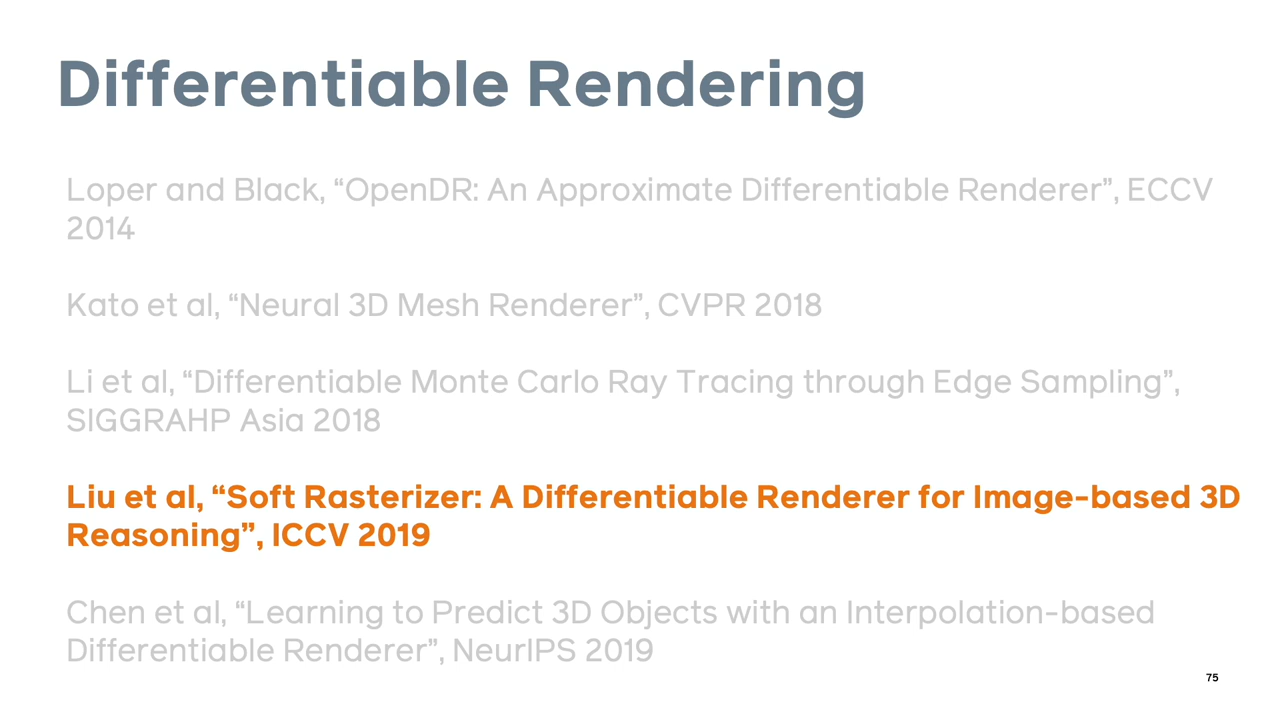 Differentiable Rendering
Loper and Black, “OpenDR: An Approximate Differentiable Renderer”, ECCV
2014
Kato et al, “Neural 3D Mesh Renderer”, CVPR 2018
Li et al, “Differentiable Monte Carlo Ray Tracing through Edge Sampling”,
SIGGRAHP Asia 2018
Liu et al, “Soft Rasterizer: A Differentiable Renderer for Image-based 3D
Reasoning”, ICCV 2019
Chen et al, “Learning to Predict 3D Objects with an Interpolation-based
Differentiable Renderer”, NeurIPS 2019
75